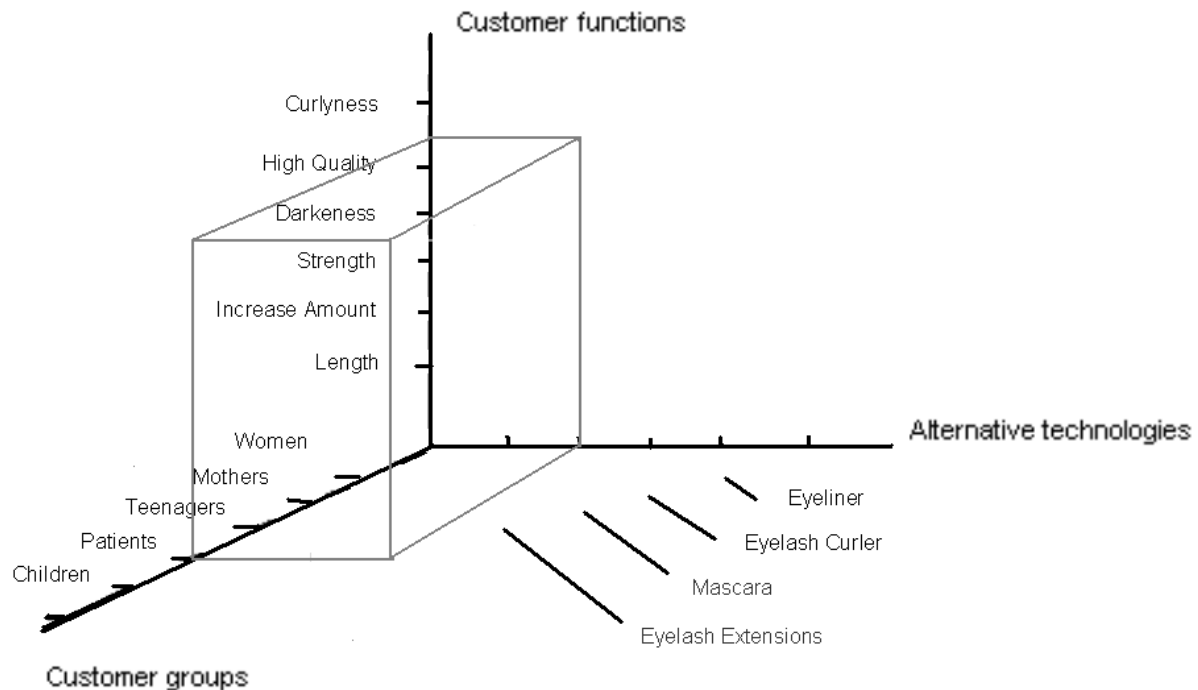 Customer functions
Curlyness
High Quality
Darkeness
Strength
Increase Amount
Length
Women
Mothers
Teenagers
Patients
Children
Customer groups
Alternative technologies
Eyeliner
Eyelash Curler
Mascara
Eyelash Extensions